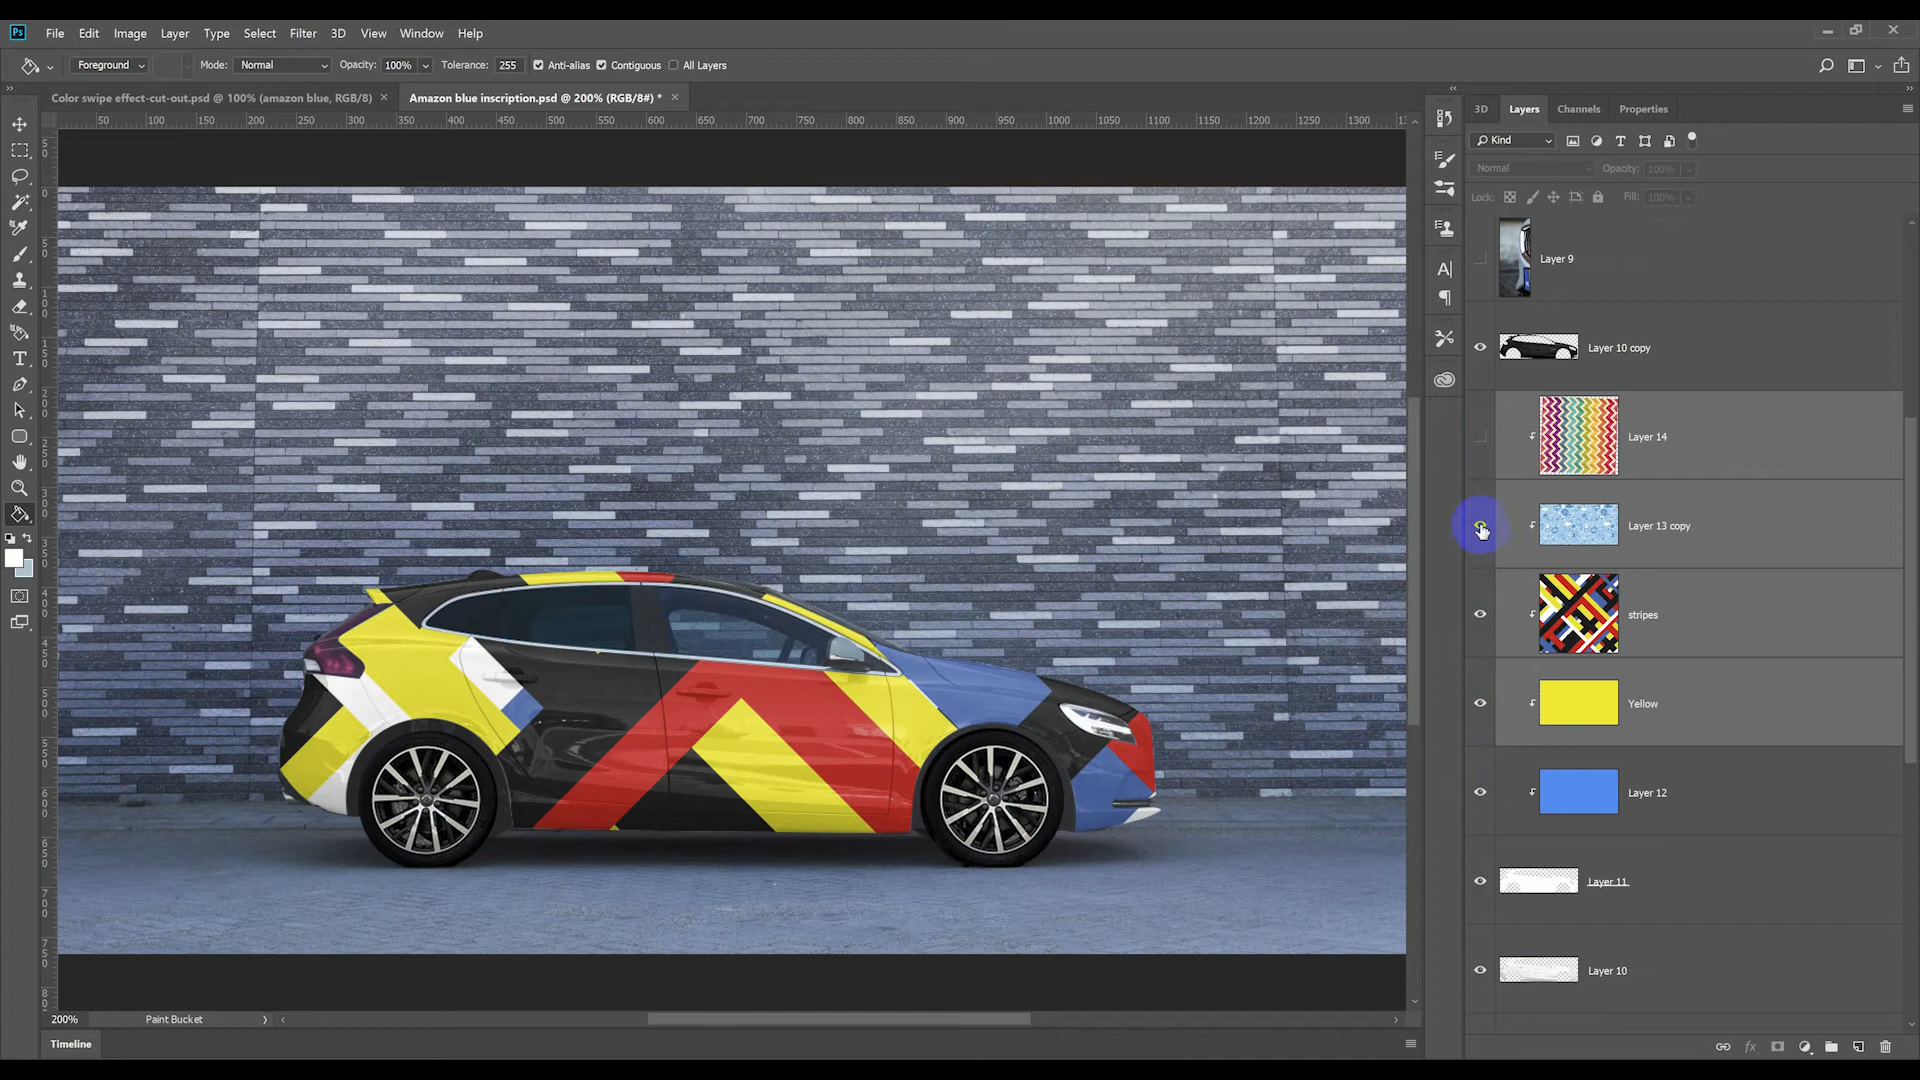 Ps File Edit Image Layer Type Select Filter 3D View Window Help
Foreground Mode: Normal Opacity: 100% Tolerance: 255 Anti-alias Contiguous All Layers
Color swipe effect-cut-out.psd @ 100% (amazon blue, RGB/8) × Amazon blue inscription.psd @ 200% (RGB/8#) * ×
50 100 150 200 250 300 350 400 450 500 550 600 650 700 750 800 850 900 950 1000 1050 1100 1150 1200 1250 1300
3D Layers Channels Properties
Kind
Normal Opacity: 100%
Lock: Fill: 100%
Layer 9
Layer 10 copy
Layer 14
Layer 13 copy
stripes
Yellow
Layer 12
Layer 11
Layer 10
200% Paint Bucket
Timeline
fx